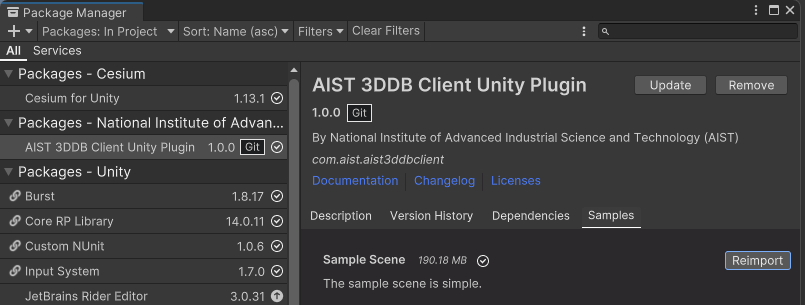 Package Manager
Packages: In Project Sort: Name (asc) Filters Clear Filters
All Services
Packages - Cesium
Cesium for Unity 1.13.1
Packages - National Institute of Advan...
AIST 3DDB Client Unity Plugin 1.0.0 Git
Packages - Unity
Burst 1.8.17
Core RP Library 14.0.11
Custom NUnit 1.0.6
Input System 1.7.0
JetBrains Rider Editor 3.0.31
AIST 3DDB Client Unity Plugin Update Remove
1.0.0 Git
By National Institute of Advanced Industrial Science and Technology (AIST)
com.aist.aist3ddbclient
Documentation Changelog Licenses
Description Version History Dependencies Samples
Sample Scene 190.18 MB Reimport
The sample scene is simple.